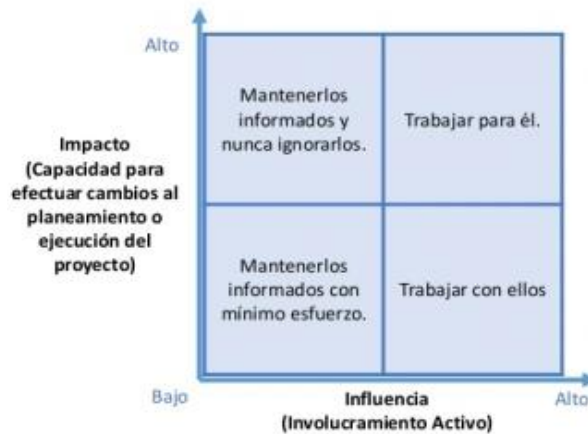 Alto
Impacto
(Capacidad para
efectuar cambios al
planeamiento o
ejecución del
proyecto)
Mantenerlos
informados y
nunca ignorarlos.
Trabajar para él.
Mantenerlos
informados con
mínimo esfuerzo.
Trabajar con ellos
Bajo
Influencia
(Involucramiento Activo)
Alto